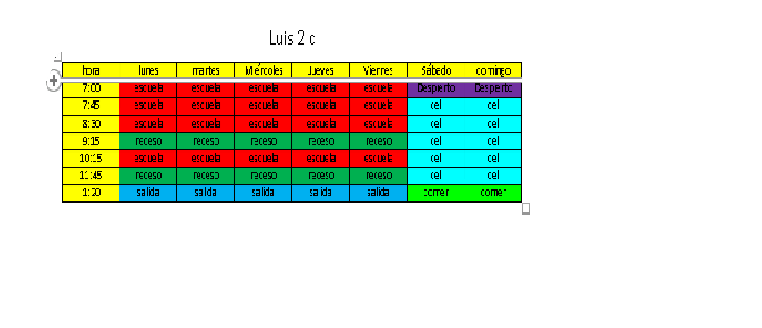 Luis 2 c
hora lunes martes Miércoles Jueves Viernes Sábado domingo
7:00 escuela escuela escuela escuela escuela Despierto Despierto
7:45 escuela escuela escuela escuela escuela cel cel
8:30 escuela escuela escuela escuela escuela cel cel
9:15 receso receso receso receso receso cel cel
10:15 escuela escuela escuela escuela escuela cel cel
11:45 receso receso receso receso receso cel cel
1:20 salida salida salida salida salida comer comer